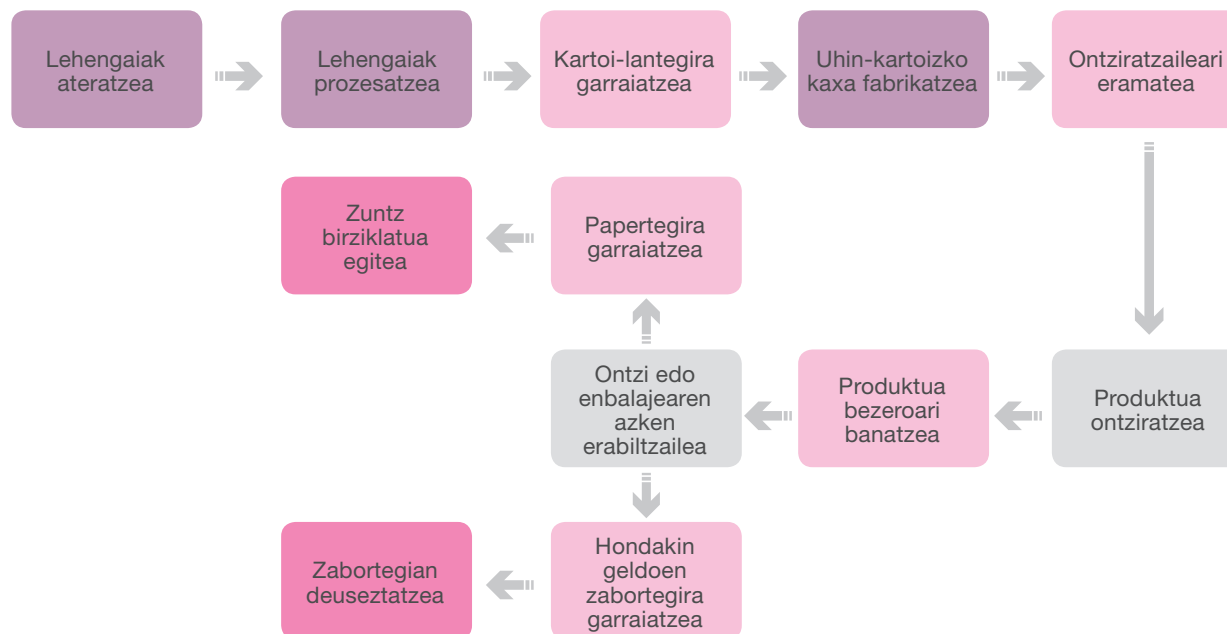 Lehengaiak
ateratzea
Lehengaiak
prozesatzea
Kartoi-lantegira
garraiatzea
Uhin-kartoizko
kaxa fabrikatzea
Ontziratzaileari
eramatea
Zuntz
birziklatua
egitea
Papertegira
garraiatzea
Ontzi edo
enbalajearen
azken
erabiltzailea
Produktua
bezeroari
banatzea
Produktua
ontziratzea
Zabortegian
deuseztatzea
Hondakin
geldoen
zabortegira
garraiatzea